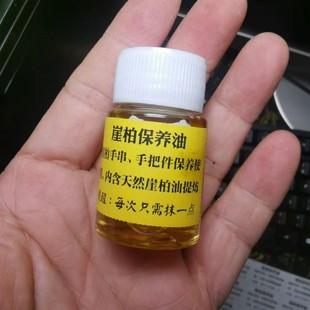 崖柏保养油
手串、手把件保养接
内含天然崖柏油提炼
：每次只需抹一点